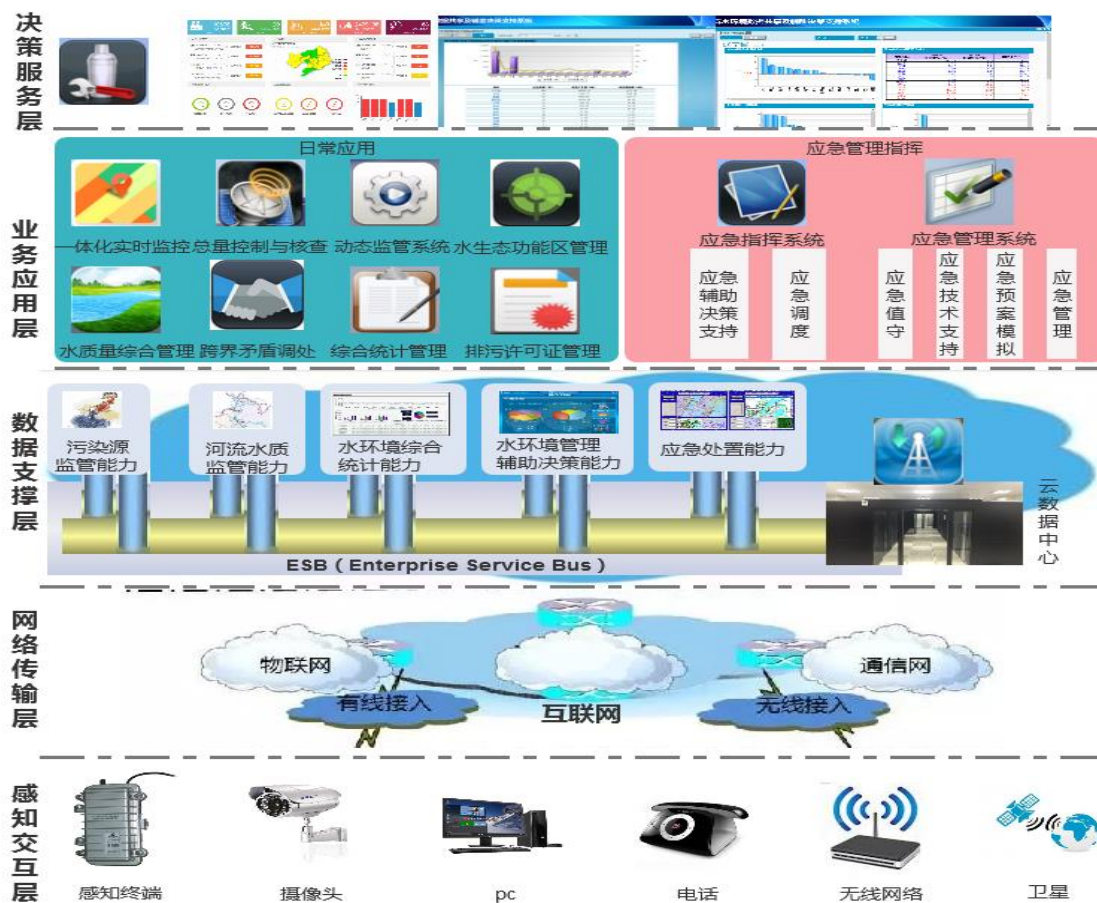 决策服务层
日常应用
应急管理指挥
业务应用层
一体化实时监控 总量控制与核查 动态监管系统 水生态功能区管理
应急指挥系统 应急管理系统
水质量综合管理 跨界矛盾调处 综合统计管理 排污许可证管理
应急辅助决策支持
应急调度
应急值守
应急技术支持
应急预案模拟
应急管理
数据支撑层
污染源
监管能力
河流水质
监管能力
水环境综合
统计能力
水环境管理
辅助决策能力
应急处置能力
云数据中心
ESB（Enterprise Service Bus）
网络传输层
物联网
通信网
有线接入
互联网
无线接入
感知交互层
感知终端 摄像头 pc 电话 无线网络 卫星